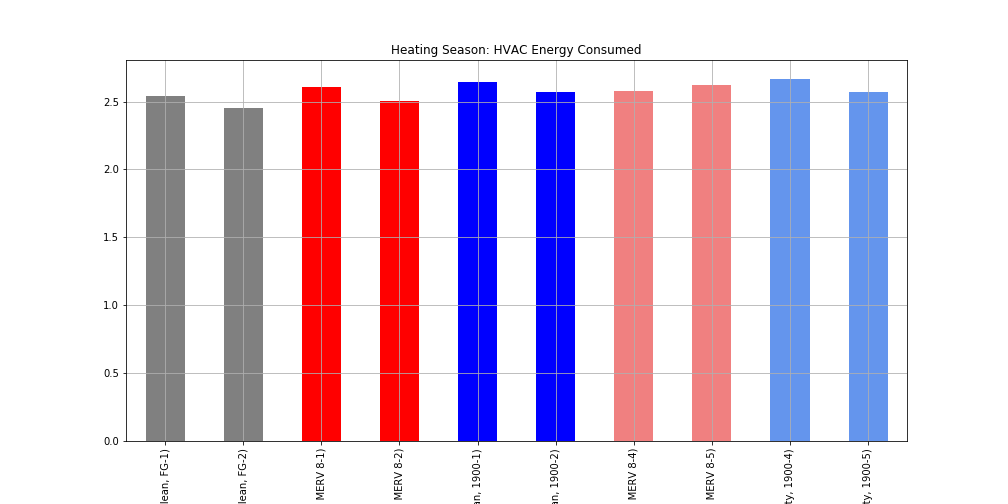 Heating Season: HVAC Energy Consumed
2.5
2.0
1.5
1.0
0.5
0.0
lean, FG-1)
lean, FG-2)
MERV 8-1)
MERV 8-2)
an, 1900-1)
an, 1900-2)
MERV 8-4)
MERV 8-5)
ty, 1900-4)
ty, 1900-5)